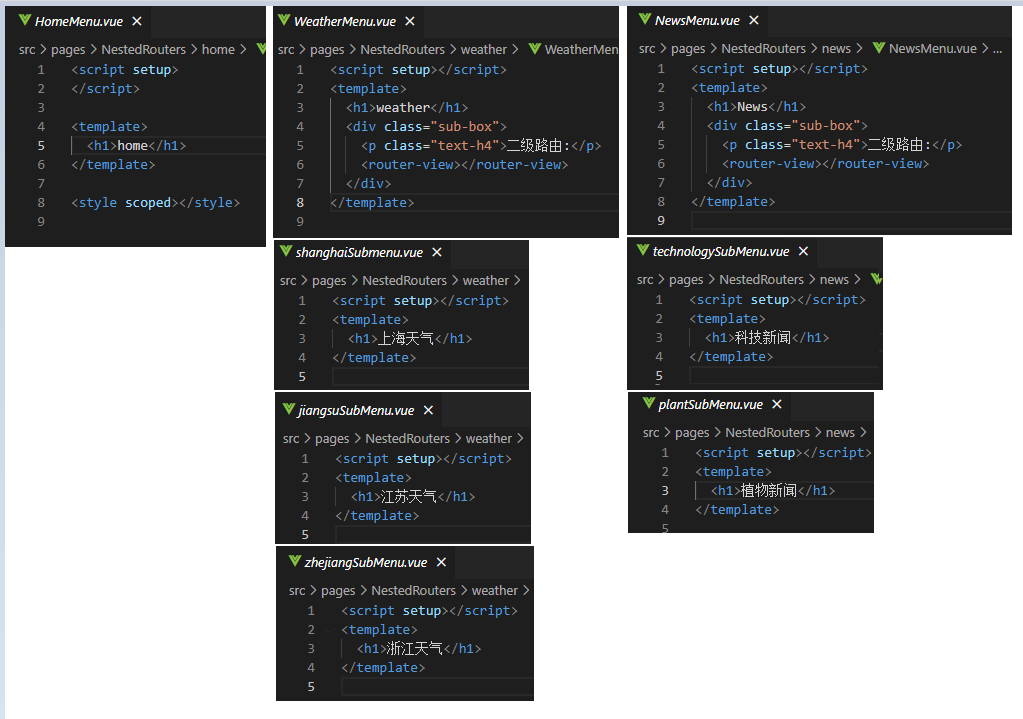 HomeMenu.vue ×
src > pages > NestedRouters > home >
1 <script setup>
2 </script>
3
4 <template>
5 <h1>home</h1>
6 </template>
7
8 <style scoped></style>
9
WeatherMenu.vue ×
src > pages > NestedRouters > weather > WeatherMen
1 <script setup></script>
2 <template>
3 <h1>weather</h1>
4 <div class="sub-box">
5 <p class="text-h4">二级路由:</p>
6 <router-view></router-view>
7 </div>
8 </template>
9
NewsMenu.vue ×
src > pages > NestedRouters > news > NewsMenu.vue > ...
1 <script setup></script>
2 <template>
3 <h1>News</h1>
4 <div class="sub-box">
5 <p class="text-h4">二级路由:</p>
6 <router-view></router-view>
7 </div>
8 </template>
9
shanghaiSubmenu.vue ×
src > pages > NestedRouters > weather >
1 <script setup></script>
2 <template>
3 <h1>上海天气</h1>
4 </template>
5
technologySubMenu.vue ×
src > pages > NestedRouters > news >
1 <script setup></script>
2 <template>
3 <h1>科技新闻</h1>
4 </template>
5
jiangsuSubMenu.vue ×
src > pages > NestedRouters > weather >
1 <script setup></script>
2 <template>
3 <h1>江苏天气</h1>
4 </template>
5
plantSubMenu.vue ×
src > pages > NestedRouters > news >
1 <script setup></script>
2 <template>
3 <h1>植物新闻</h1>
4 </template>
5
zhejiangSubMenu.vue ×
src > pages > NestedRouters > weather >
1 <script setup></script>
2 <template>
3 <h1>浙江天气</h1>
4 </template>
5